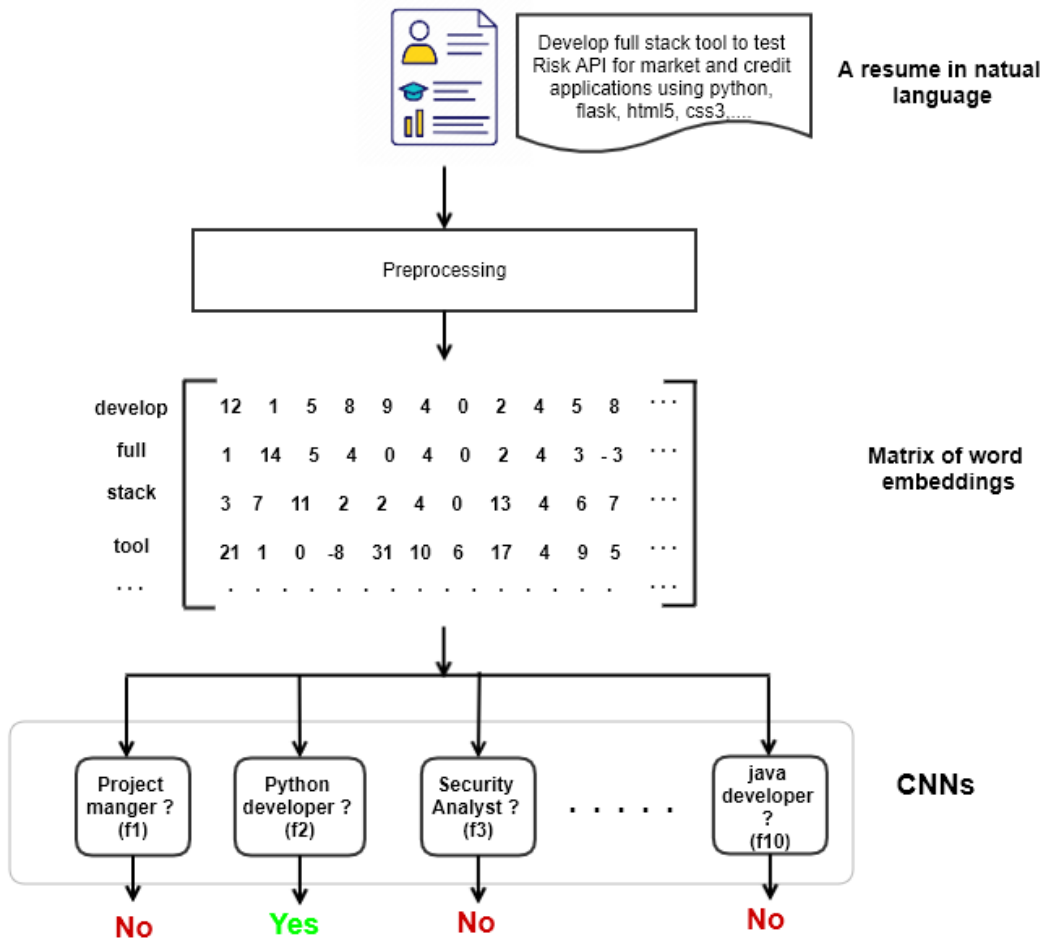 Develop full stack tool to test
Risk API for market and credit
applications using python,
flask, html5, css3,....
A resume in natual
language
Preprocessing
develop 12 1 5 8 9 4 0 2 4 5 8 ...
full 1 14 5 4 0 4 0 2 4 3 - 3 ...
stack 3 7 11 2 2 4 0 13 4 6 7 ...
tool 21 1 0 -8 31 10 6 17 4 9 5 ...
... . . . . . . . . . . . . . . . ...
Matrix of word
embeddings
Project
manger ?
(f1)
Python
developer ?
(f2)
Security
Analyst ?
(f3)
. . . . . .
java
developer
?
(f10)
CNNs
No
Yes
No
No